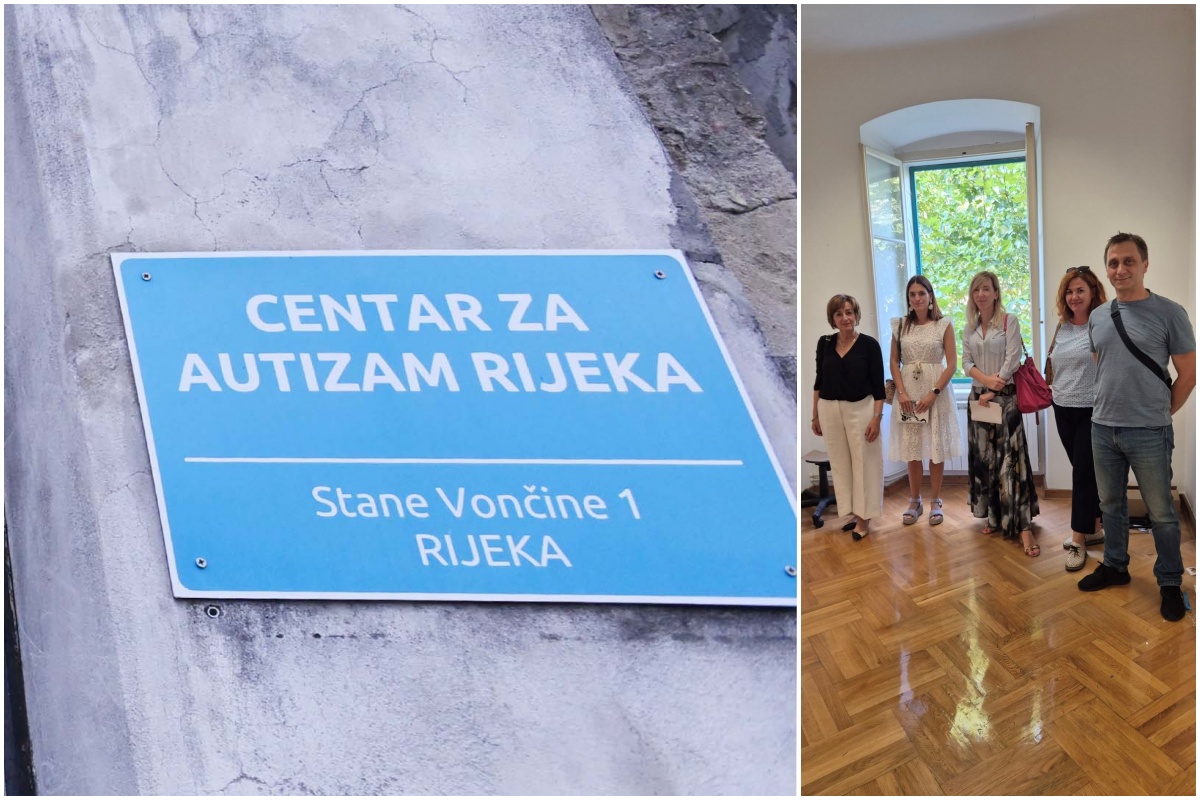 CENTAR ZA
AUTIZAM RIJEKA
Stane Vončine 1
RIJEKA